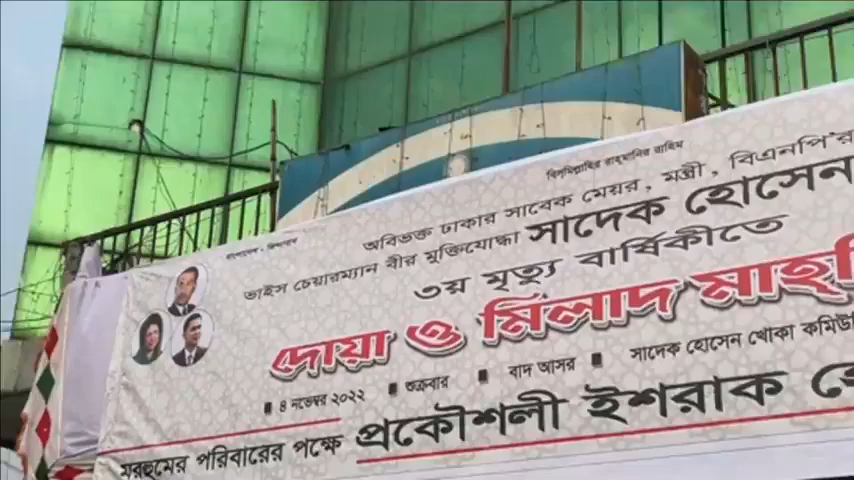 বিসমিল্লাহির রাহমানির রাহিম
অবিভক্ত ঢাকার সাবেক মেয়র, মন্ত্রী, বিএনপি'র
ভাইস চেয়ারম্যান বীর মুক্তিযোদ্ধা সাদেক হোসেন
৩য় মৃত্যু বার্ষিকীতে
দোয়া ও মিলাদ
৪ নভেম্বর ২০২২ ■ শুক্রবার ■ বাদ আসর ■ সাদেক হোসেন খোকা
মরহুমের পরিবারের পক্ষে প্রকৌশলী ইশরাক